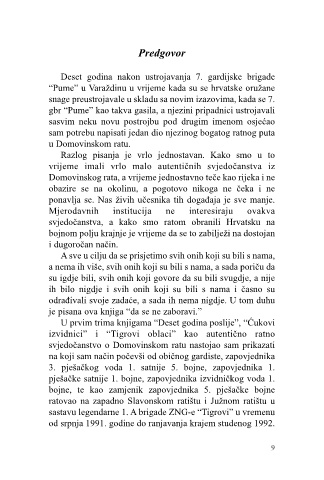 Predgovor
Deset godina nakon ustrojavanja 7. gardijske brigade
“Pume” u Varaždinu u vrijeme kada su se hrvatske oružane
snage preustrojavale u skladu sa novim izazovima, kada se 7.
gbr “Pume” kao takva gasila, a njezini pripadnici ustrojavali
sasvim neku novu postrojbu pod drugim imenom osjećao
sam potrebu napisati jedan dio njezinog bogatog ratnog puta
u Domovinskom ratu.
Razlog pisanja je vrlo jednostavan. Kako smo u to
vrijeme imali vrlo malo autentičnih svjedočanstva iz
Domovinskog rata, a vrijeme jednostavno teče kao rijeka i ne
obazire se na okolinu, a pogotovo nikoga ne čeka i ne
ponavlja se. Nas živih učesnika tih događaja je sve manje.
Mjerodavnih institucija ne interesiraju ovakva
svjedočanstva, a kako smo ratom obranili Hrvatsku na
bojnom polju krajnje je vrijeme da se to zabilježi na dostojan
i dugoročan način.
A sve u cilju da se prisjetimo svih onih koji su bili s nama,
a nema ih više, svih onih koji su bili s nama, a sada poriču da
su igdje bili, svih onih koji govore da su bili svugdje, a nije
ih bilo nigdje i svih onih koji su bili s nama i časno su
odrađivali svoje zadaće, a sada ih nema nigdje. U tom duhu
je pisana ova knjiga “da se ne zaboravi.”
U prvim trima knjigama “Deset godina poslije”, “Ćukovi
izvidnici” i “Tigrovi oblaci” kao autentično ratno
svjedočanstvo o Domovinskom ratu nastojao sam prikazati
na koji sam način počevši od običnog gardiste, zapovjednika
3. pješačkog voda 1. satnije 5. bojne, zapovjednika 1.
pješačke satnije 1. bojne, zapovjednika izvidničkog voda 1.
bojne, te kao zamjenik zapovjednika 5. pješačke bojne
ratovao na zapadno Slavonskom ratištu i Južnom ratištu u
sastavu legendarne 1. A brigade ZNG-e “Tigrovi” u vremenu
od srpnja 1991. godine do ranjavanja krajem studenog 1992.
9